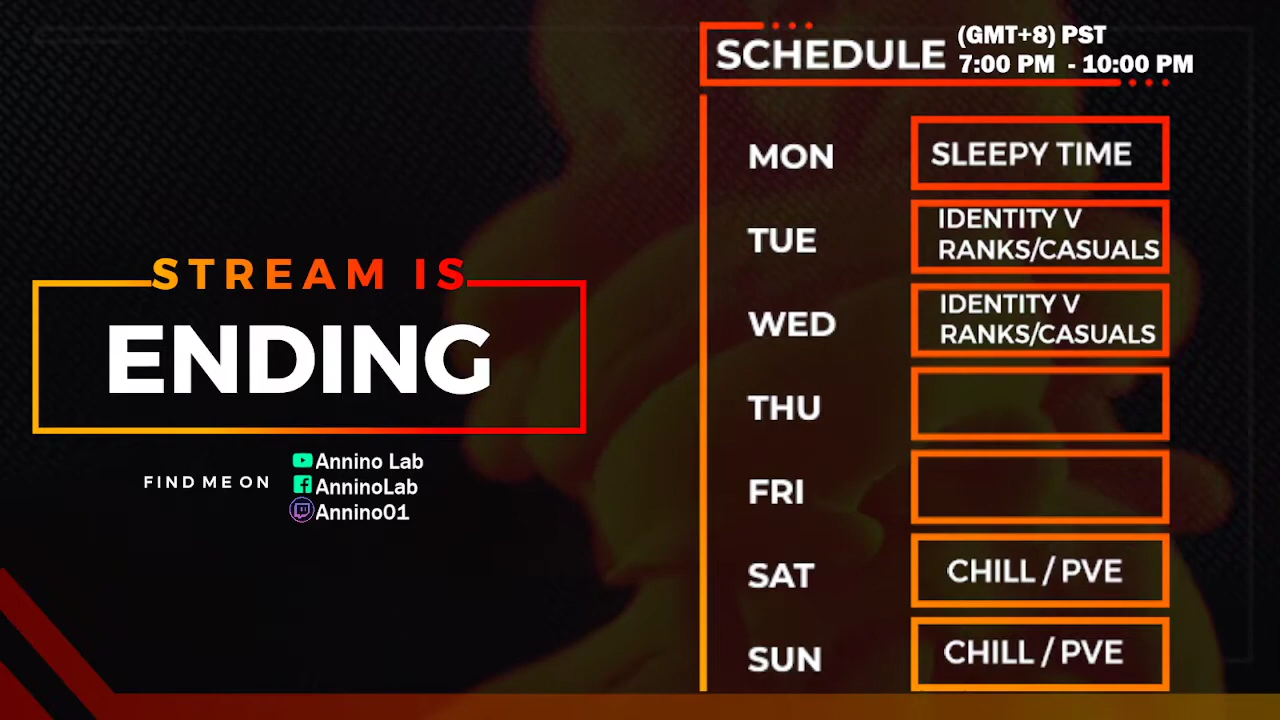 STREAM IS
ENDING
FIND ME ON
Annino Lab
AnninoLab
Annino01
SCHEDULE
(GMT+8) PST
7:00 PM - 10:00 PM
MON
SLEEPY TIME
TUE
IDENTITY V
RANKS/CASUALS
WED
IDENTITY V
RANKS/CASUALS
THU
FRI
SAT
CHILL / PVE
SUN
CHILL / PVE